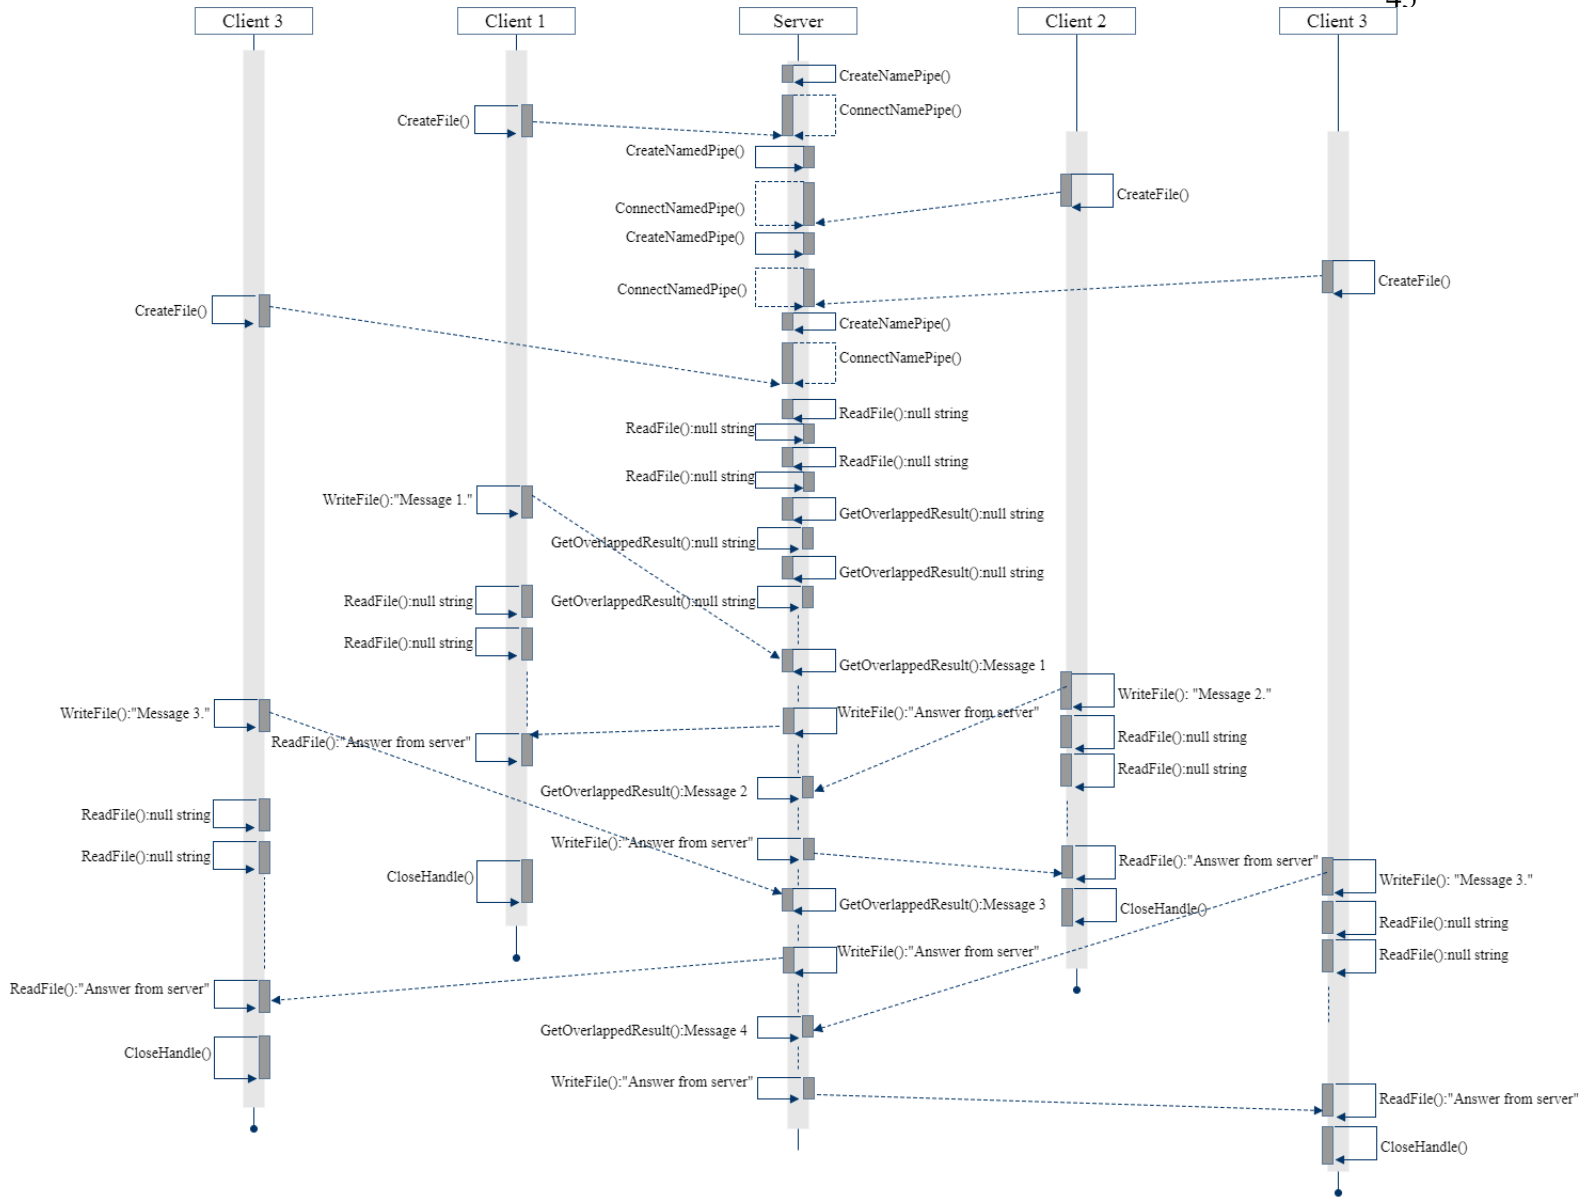 Client 3
Client 1
Server
Client 2
Client 3
CreateNamePipe()
ConnectNamePipe()
CreateFile()
CreateNamedPipe()
CreateFile()
ConnectNamedPipe()
CreateNamedPipe()
CreateFile()
ConnectNamedPipe()
CreateFile()
CreateNamePipe()
ConnectNamePipe()
ReadFile():null string
ReadFile():null string
ReadFile():null string
ReadFile():null string
WriteFile():"Message 1."
GetOverlappedResult():null string
GetOverlappedResult():null string
GetOverlappedResult():null string
ReadFile():null string
GetOverlappedResult():null string
ReadFile():null string
GetOverlappedResult():Message 1
WriteFile(): "Message 2."
WriteFile():"Message 3."
WriteFile():"Answer from server"
ReadFile():null string
ReadFile():"Answer from server"
ReadFile():null string
GetOverlappedResult():Message 2
ReadFile():null string
WriteFile():"Answer from server"
ReadFile():null string
ReadFile():"Answer from server"
CloseHandle()
WriteFile(): "Message 3."
GetOverlappedResult():Message 3
CloseHandle()
ReadFile():null string
WriteFile():"Answer from server"
ReadFile():null string
ReadFile():"Answer from server"
GetOverlappedResult():Message 4
CloseHandle()
WriteFile():"Answer from server"
ReadFile():"Answer from server"
CloseHandle()